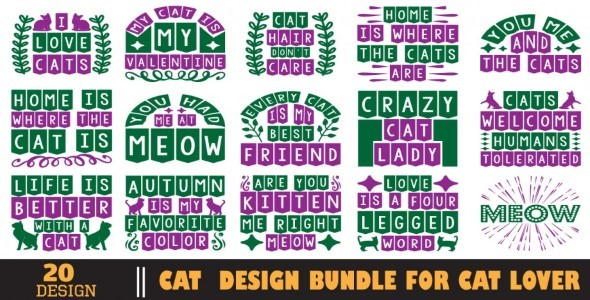 I
LOVE
CATS
MY CAT IS
MY
VALENTINE
CAT
HAIR
DON'T
CARE
HOME
IS WHERE
THE CATS
ARE
YOU ME
AND
THE CATS
HOME IS
WHERE THE
CAT IS
YOU HAD
ME AT
MEOW
EVERY CAT
IS MY
BEST
FRIEND
CRAZY
CAT
LADY
CATS
WELCOME
HUMANS
TOLERATED
LIFE IS
BETTER
WITH A
CAT
AUTUMN
IS MY
FAVORITE
COLOR
ARE YOU
KITTEN
ME RIGHT
MEOW
LOVE
IS A FOUR
LEGGED
WORD
MEOW
20
DESIGN
CAT DESIGN BUNDLE FOR CAT LOVER